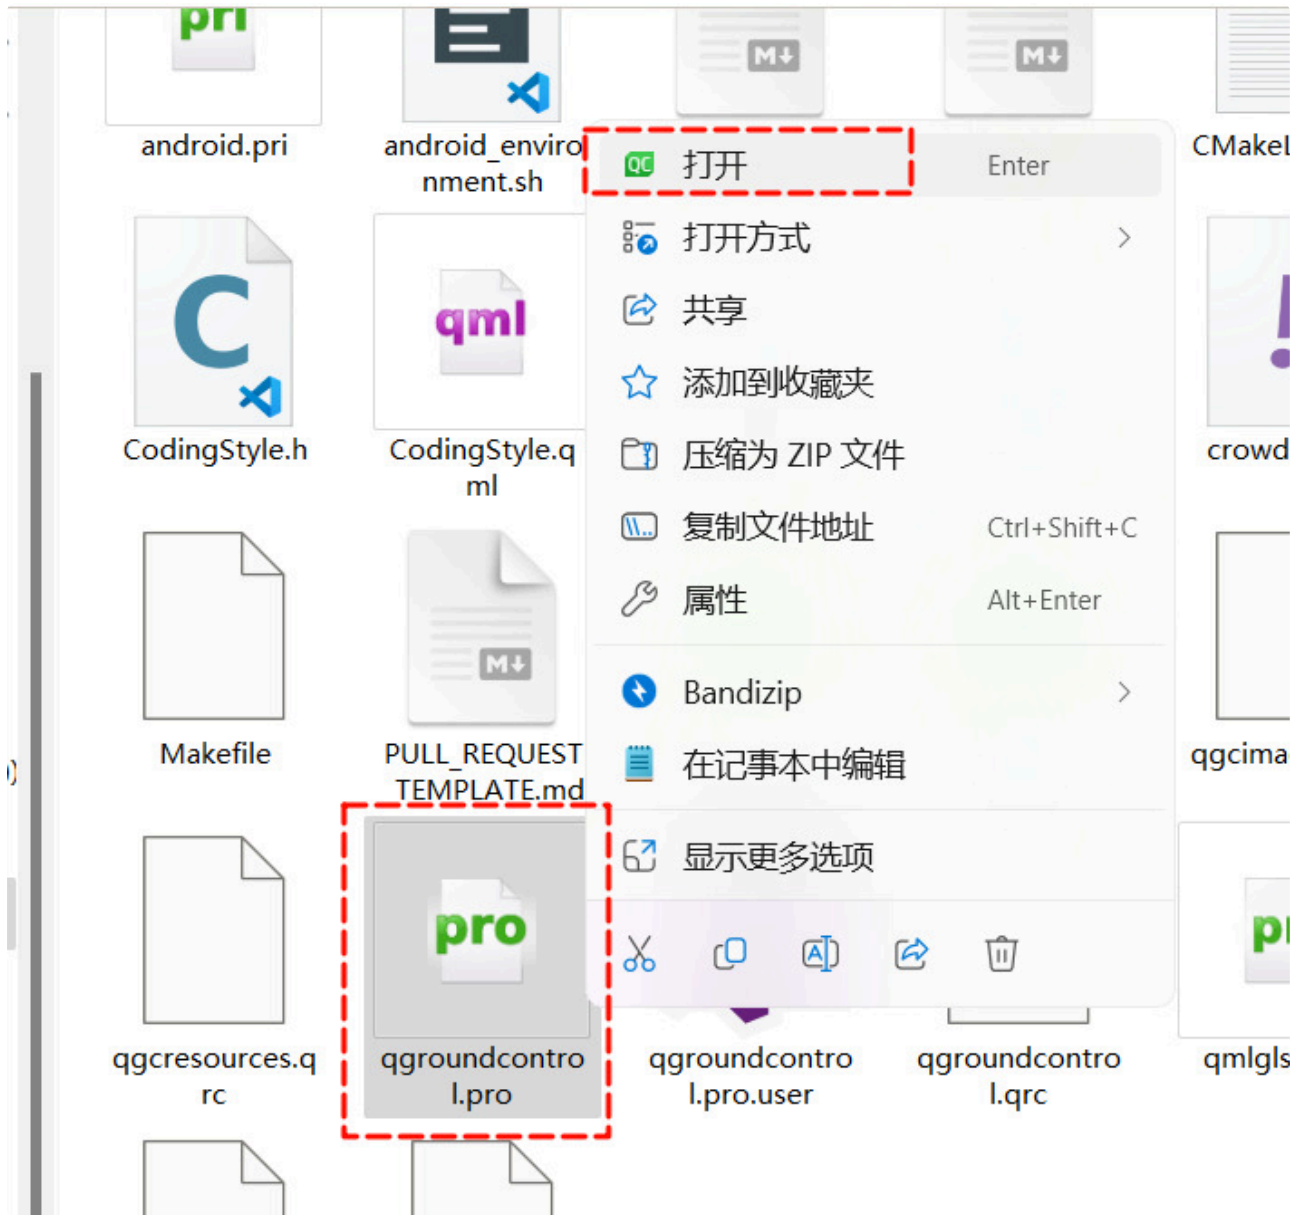 pri
M↓
M↓
android.pri
android_enviro
nment.sh
CMakeL
QC
打开
Enter
打开方式
共享
添加到收藏夹
压缩为 ZIP 文件
复制文件地址
Ctrl+Shift+C
属性
Alt+Enter
Bandizip
在记事本中编辑
显示更多选项
A
C
CodingStyle.h
qml
CodingStyle.q
ml
!
crowd
Makefile
M↓
PULL_REQUEST
TEMPLATE.md
qgcima
qgcresources.q
rc
pro
qgroundcontro
l.pro
qgroundcontro
l.pro.user
qgroundcontro
l.qrc
pr
qmlgls